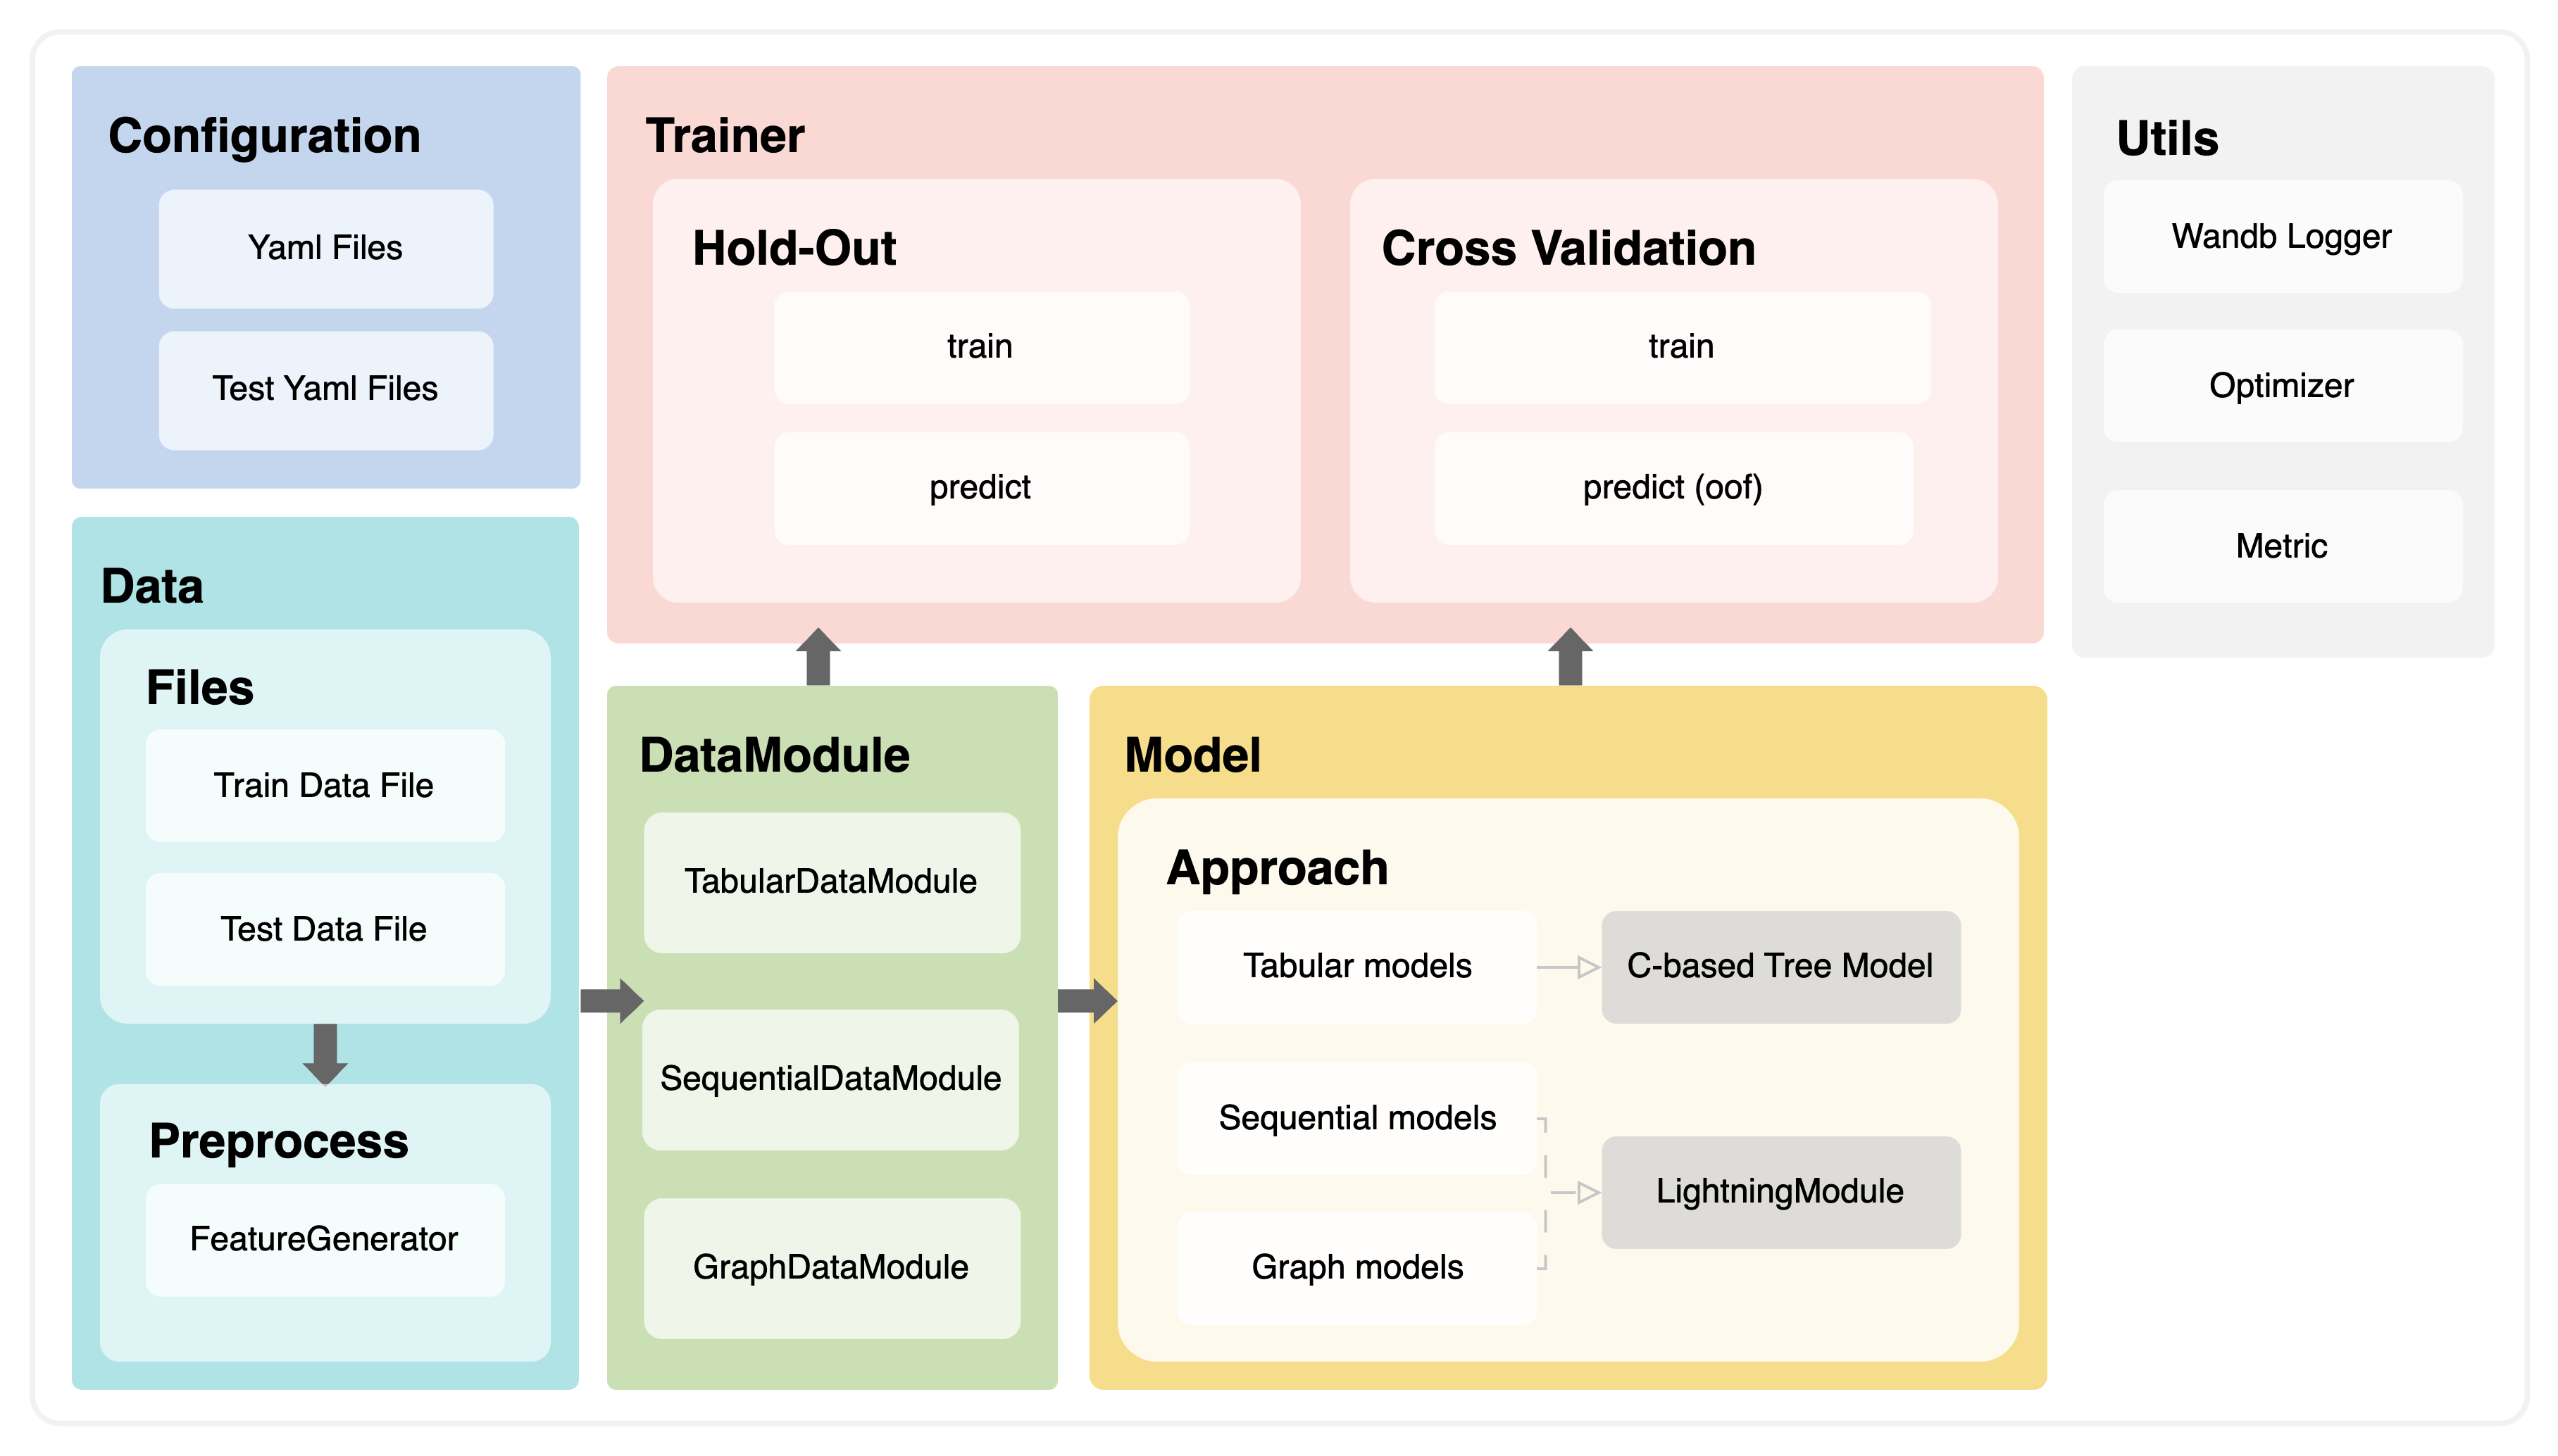 Configuration
Yaml Files
Test Yaml Files
Trainer
Hold-Out
train
predict
Cross Validation
train
predict (oof)
Utils
Wandb Logger
Optimizer
Metric
Data
Files
Train Data File
Test Data File
Preprocess
FeatureGenerator
DataModule
TabularDataModule
SequentialDataModule
GraphDataModule
Model
Approach
Tabular models
C-based Tree Model
Sequential models
LightningModule
Graph models